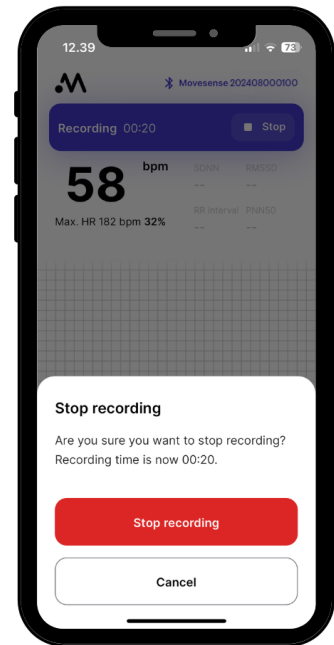 12.39
73
Movesense 202408000100
Recording 00:20
Stop
58 bpm
SDNN RMSSD
-- --
Max. HR 182 bpm 32%
RR interval PNN50
-- --
Stop recording
Are you sure you want to stop recording?
Recording time is now 00:20.
Stop recording
Cancel